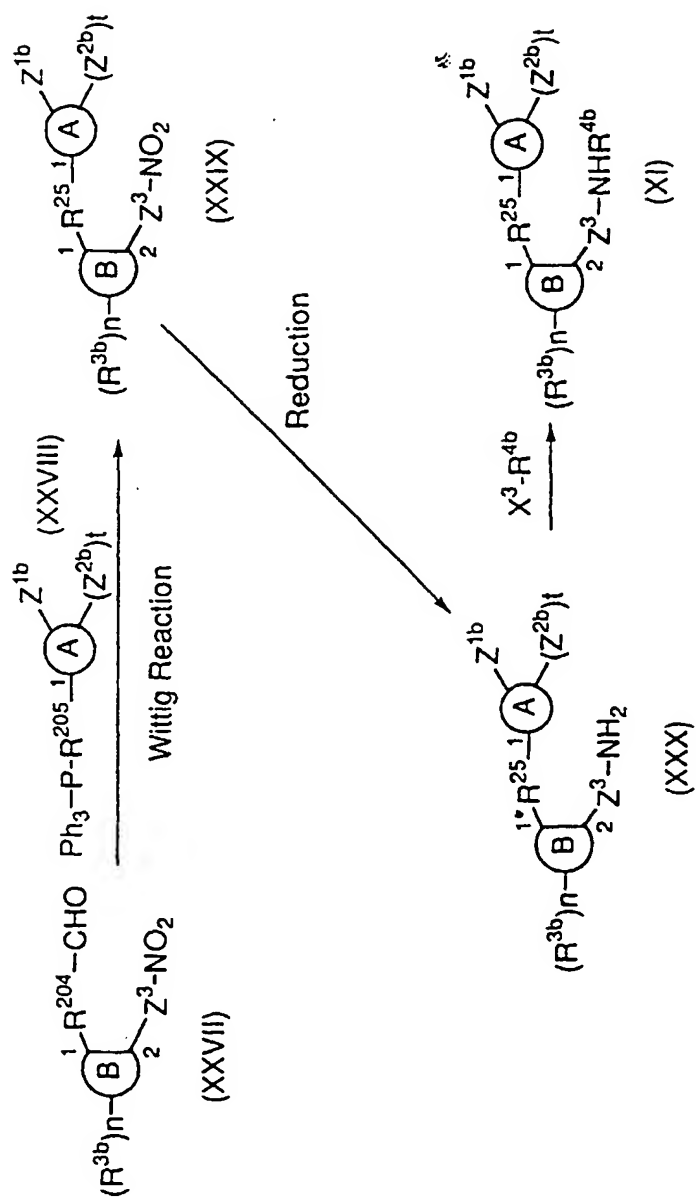 (R³ᵇ)n
B
1
2
R²⁰⁴—CHO
Z³-NO₂
(XXVII)
Ph₃—P-R²⁰⁵
1
A
Z¹ᵇ
(Z²ᵇ)t
(XXVIII)
Wittig Reaction
(R³ᵇ)n
B
1
2
R²⁵
1
A
Z¹ᵇ
(Z²ᵇ)t
Z³-NO₂
(XXIX)
Reduction
(R³ᵇ)n
B
1*
2
R²⁵
1
A
Z¹ᵇ
(Z²ᵇ)t
Z³-NH₂
(XXX)
X³-R⁴ᵇ
(R³ᵇ)n
B
1
2
R²⁵
1
A
Z¹ᵇ
(Z²ᵇ)t
Z³-NHR⁴ᵇ
(XI)